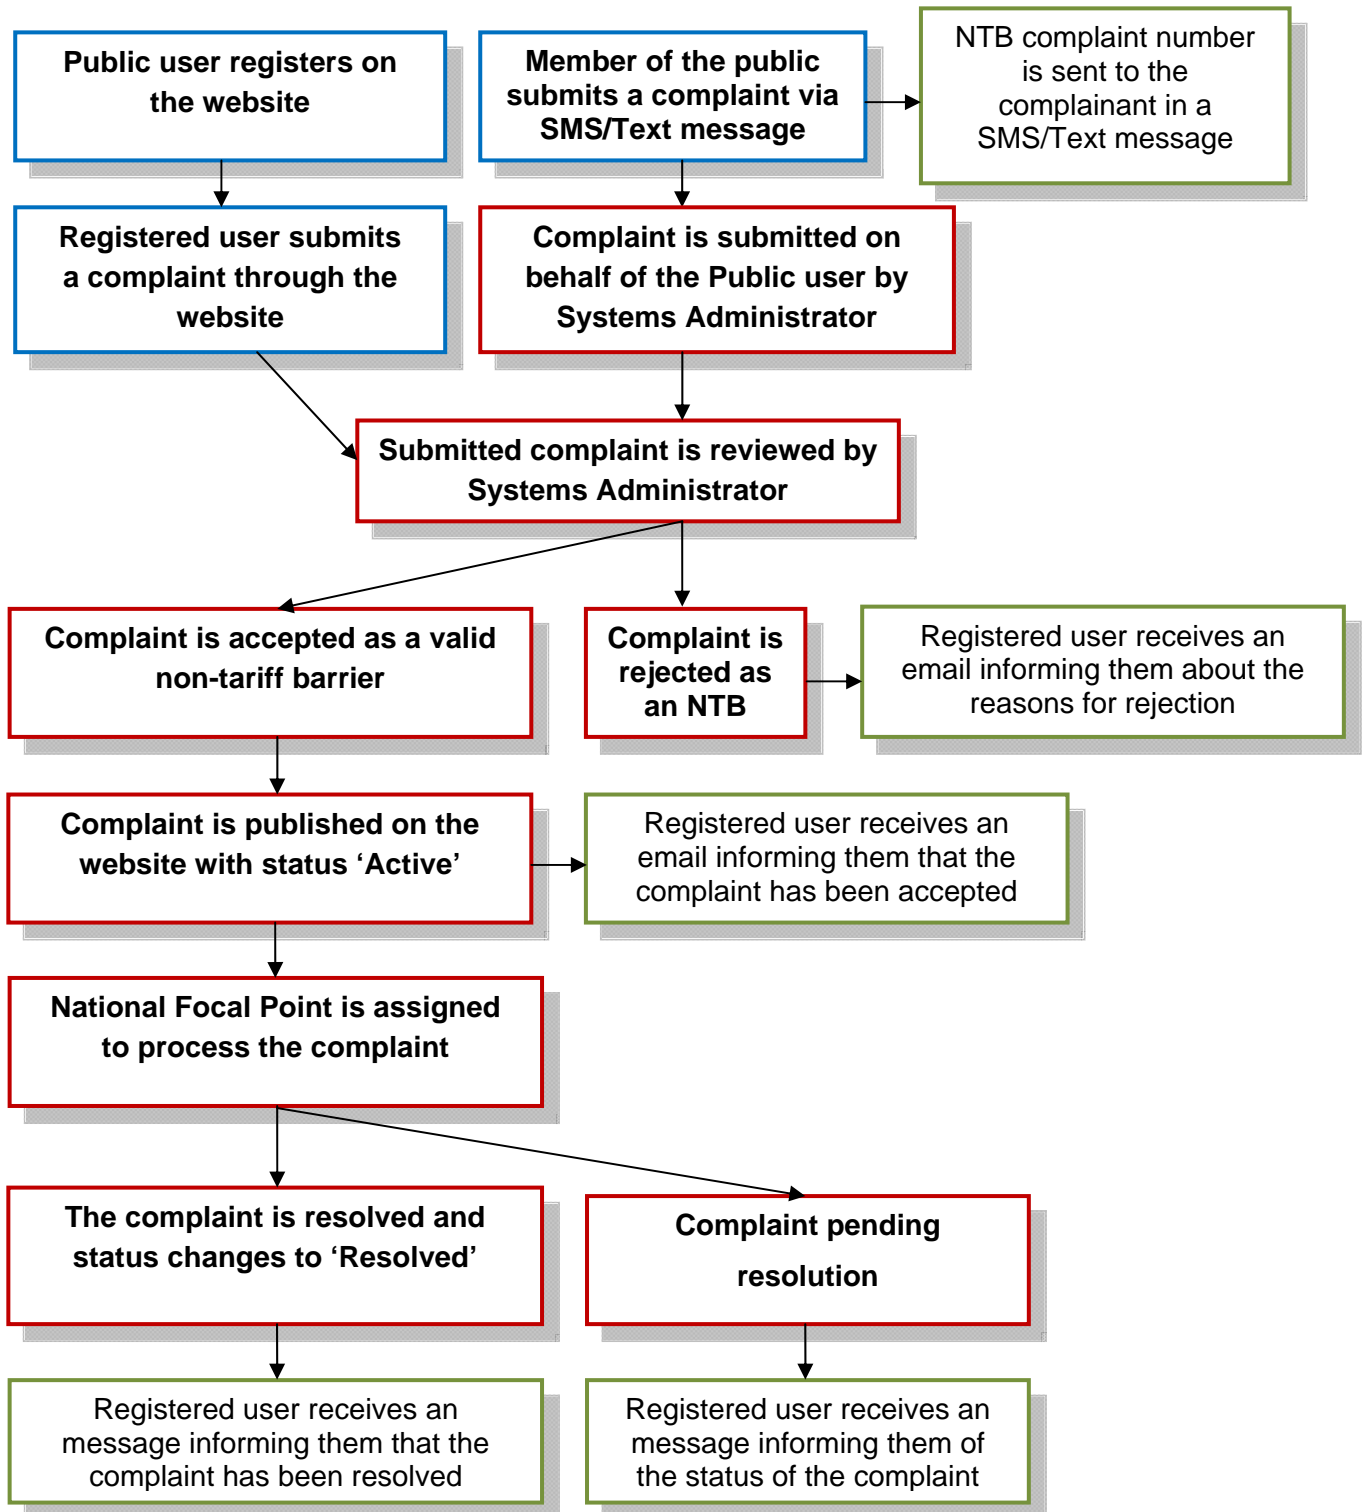 Public user registers on
the website
Member of the public
submits a complaint via
SMS/Text message
NTB complaint number
is sent to the
complainant in a
SMS/Text message
Registered user submits
a complaint through the
website
Complaint is submitted on
behalf of the Public user by
Systems Administrator
Submitted complaint is reviewed by
Systems Administrator
Complaint is accepted as a valid
non-tariff barrier
Complaint is
rejected as
an NTB
Registered user receives an
email informing them about the
reasons for rejection
Complaint is published on the
website with status ‘Active’
Registered user receives an
email informing them that the
complaint has been accepted
National Focal Point is assigned
to process the complaint
The complaint is resolved and
status changes to ‘Resolved’
Complaint pending
resolution
Registered user receives an
message informing them that the
complaint has been resolved
Registered user receives an
message informing them of
the status of the complaint